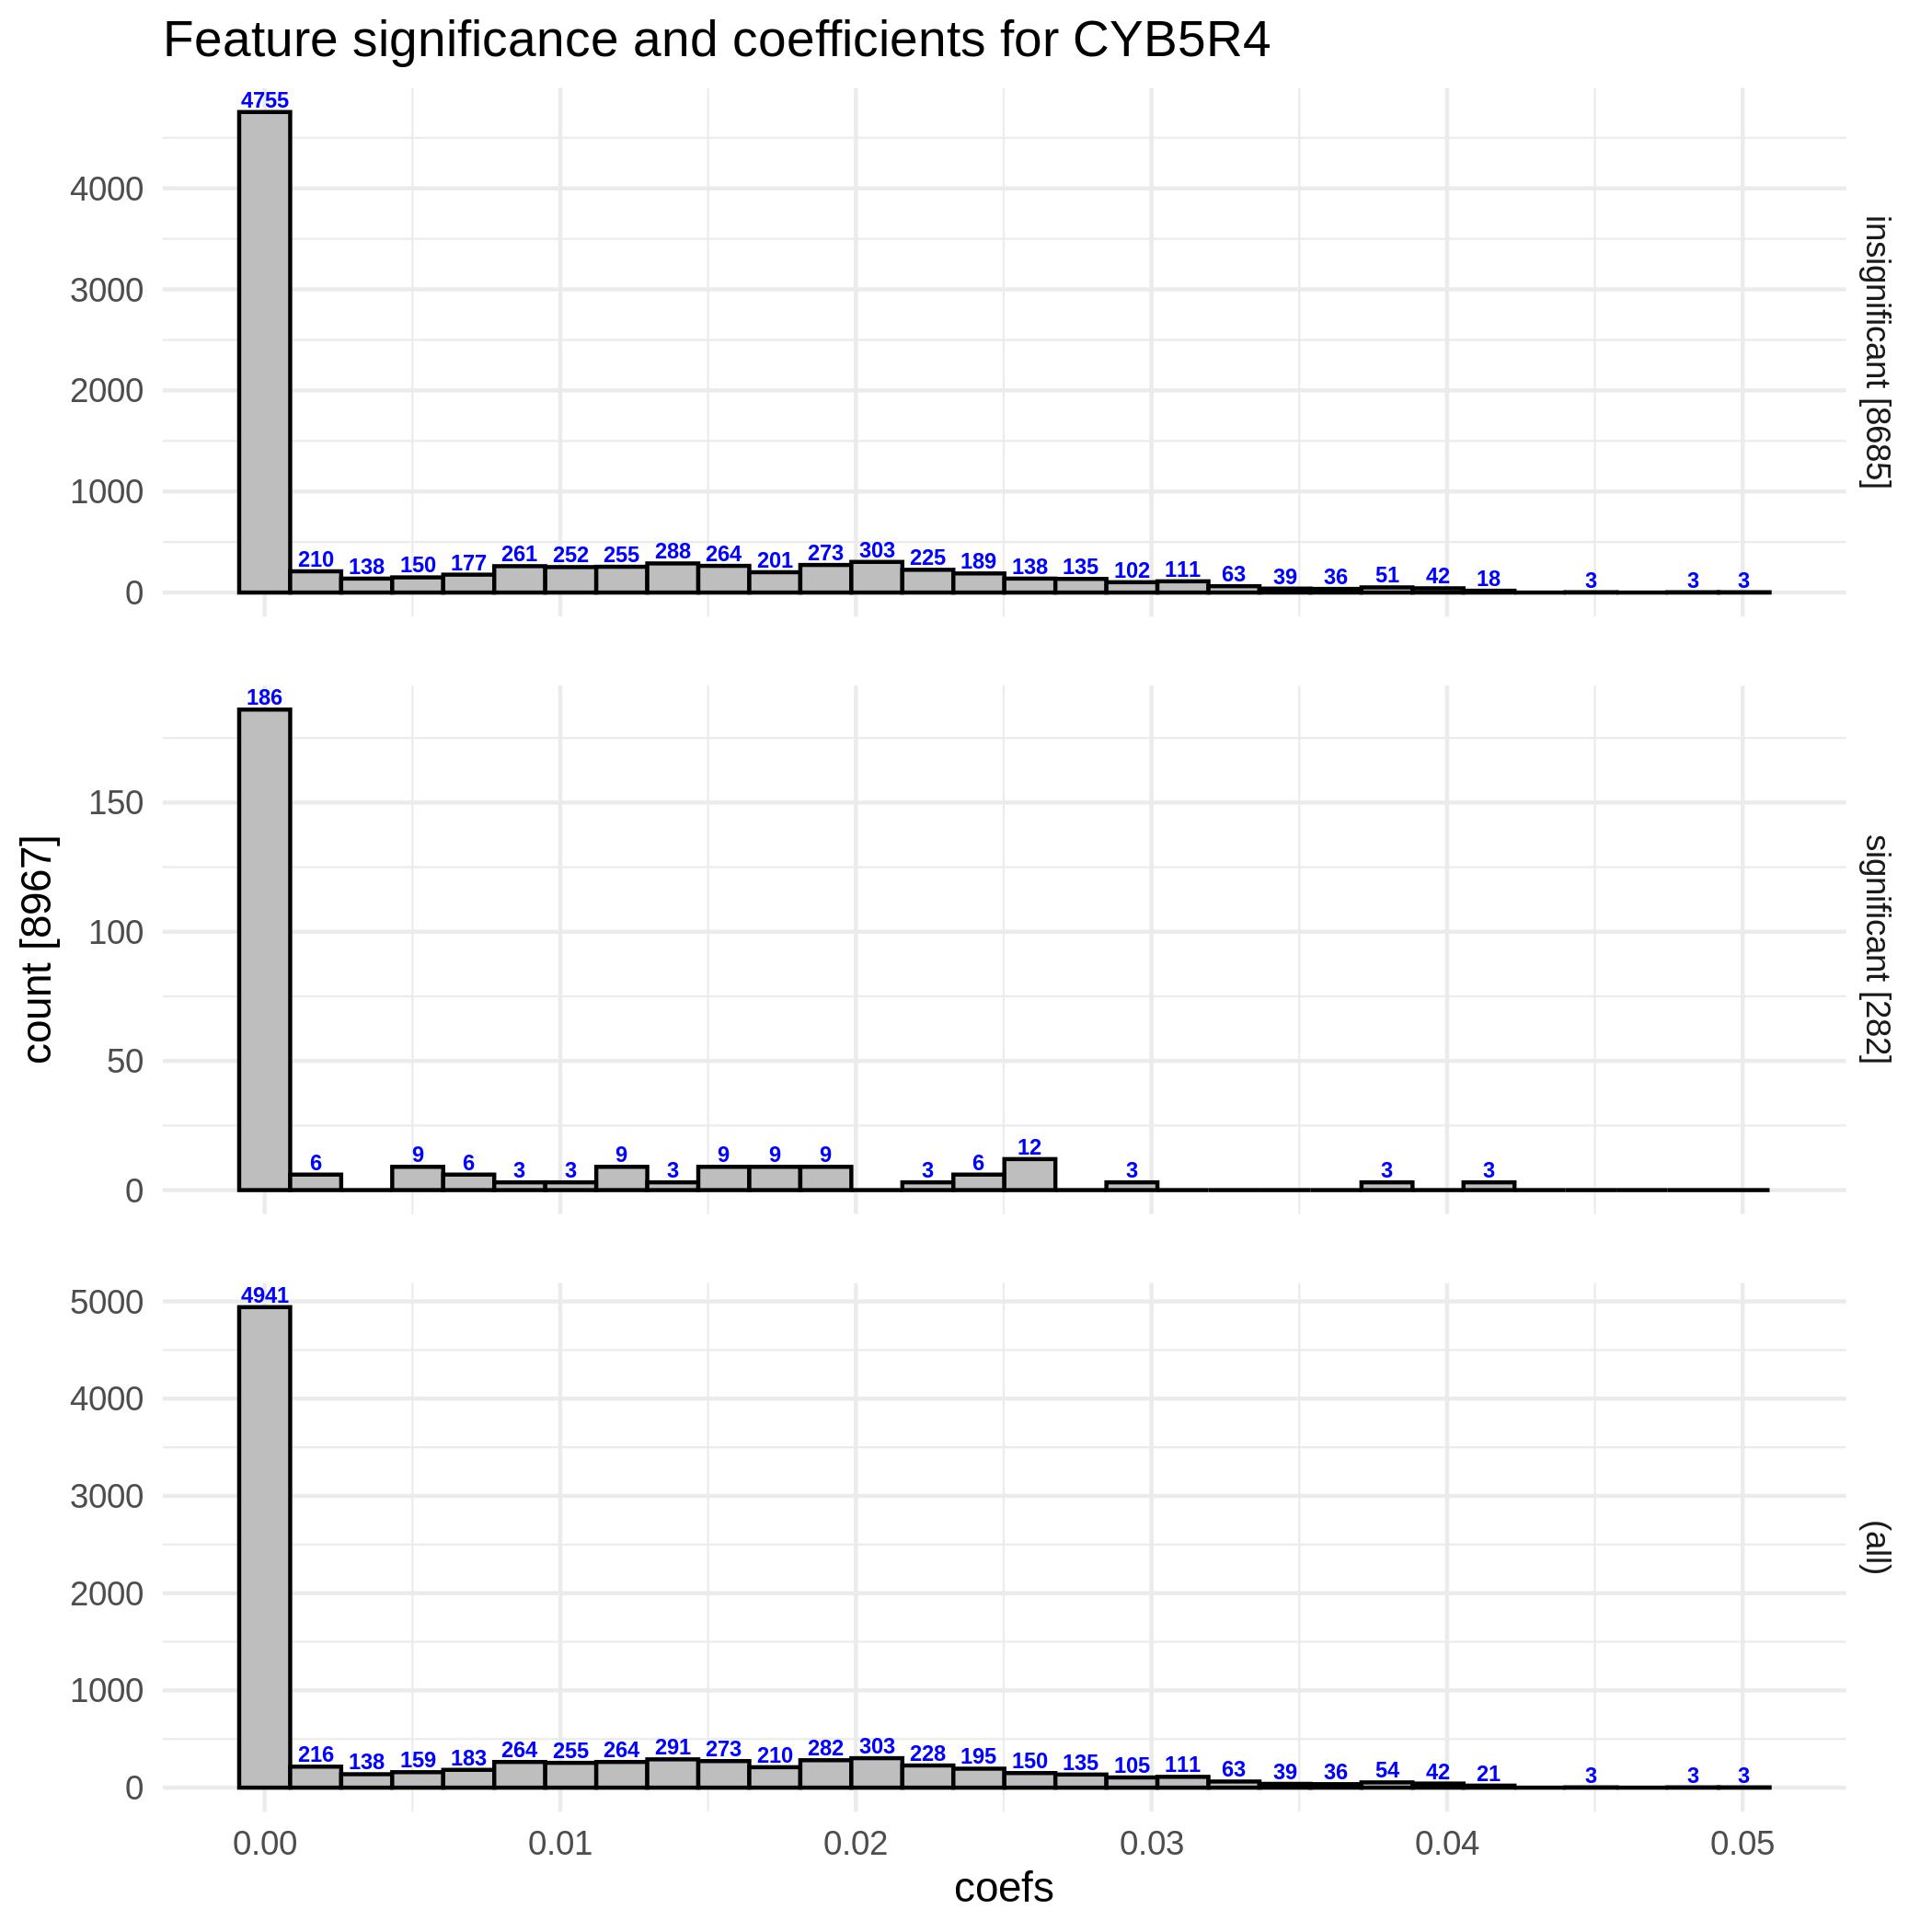 Feature significance and coefficients for CYB5R4
4755
4000
3000
2000
1000
0
210 138 150 177 261 252 255 288 264 201 273 303 225 189 138 135 102 111 63 39 36 51 42 18 3 3 3
insignificant [8685]
186
150
100
50
0
6 9 6 3 3 9 3 9 9 9 3 6 12 3 3 3
significant [282]
count [8967]
4941
5000
4000
3000
2000
1000
0
216 138 159 183 264 255 264 291 273 210 282 303 228 195 150 135 105 111 63 39 36 54 42 21 3 3 3
(all)
0.00 0.01 0.02 0.03 0.04 0.05
coefs